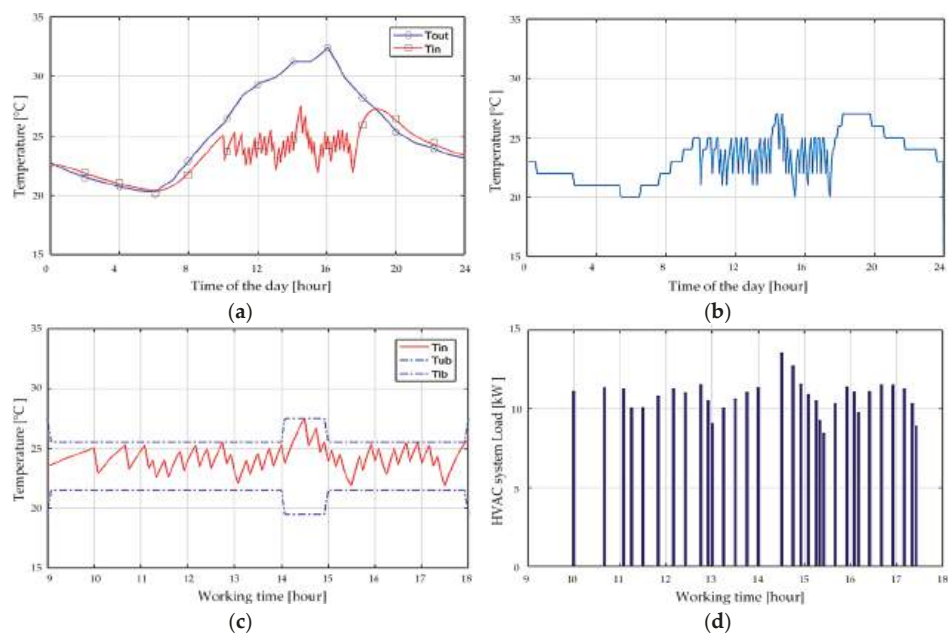 35
30
25
20
15
Temperature [°C ]
Tout
Tin
0 4 8 12 16 20 24
Time of the day [hour]
(a)
35
30
25
20
15
Temperature [°C ]
0 4 8 12 16 20 24
Time of the day [hour]
(b)
35
30
25
20
15
Temperature [°C ]
Tin
Tub
Tlb
9 10 11 12 13 14 15 16 17 18
Working time [hour]
(c)
15
10
5
0
HVAC system Load [kW ]
9 10 11 12 13 14 15 16 17 18
Working time [hour]
(d)